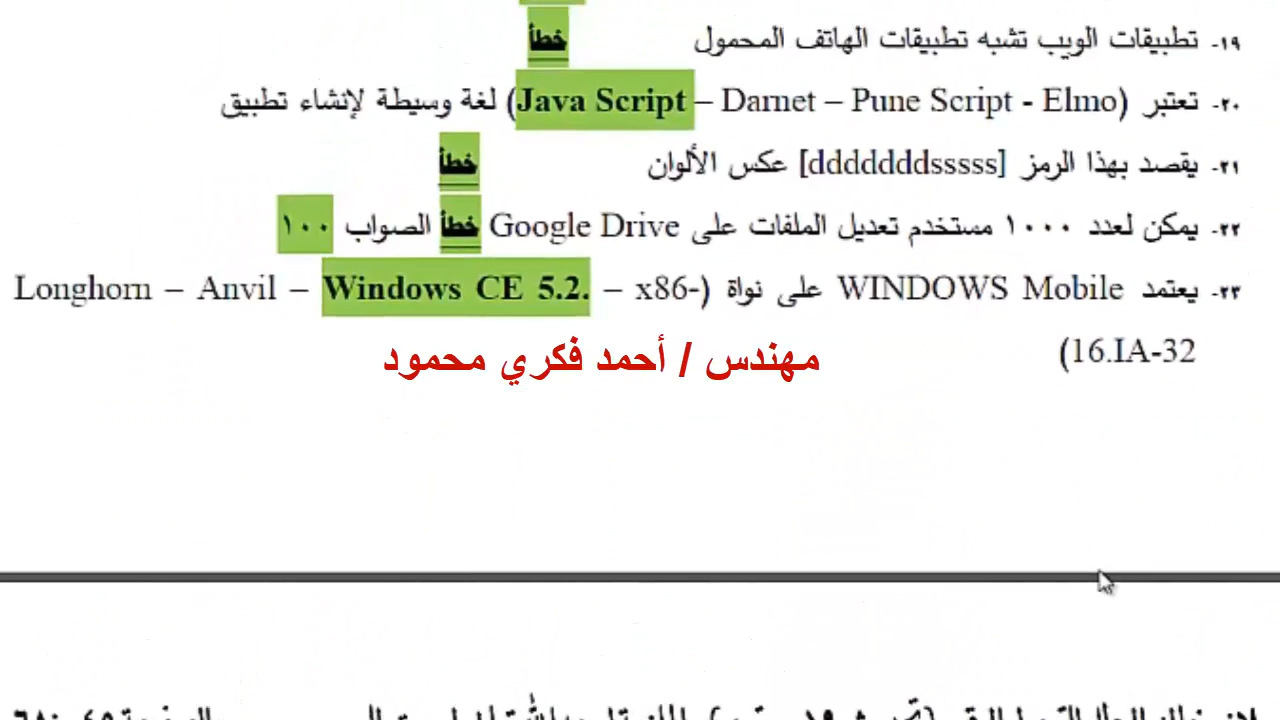 ١٩- تطبيقات الويب تشبه تطبيقات الهاتف المحمول خطأ
٢٠- تعتبر (Java Script – Darnet – Pune Script - Elmo) لغة وسيطة لإنشاء تطبيق
٢١- يقصد بهذا الرمز [dddddddsssss] عكس الألوان خطأ
٢٢- يمكن لعدد ١٠٠٠ مستخدم تعديل الملفات على Google Drive خطأ الصواب ١٠٠
٢٣- يعتمد WINDOWS Mobile على نواة (Longhorn – Anvil – Windows CE 5.2. – x86-
16.IA-32)
مهندس / أحمد فكري محمود